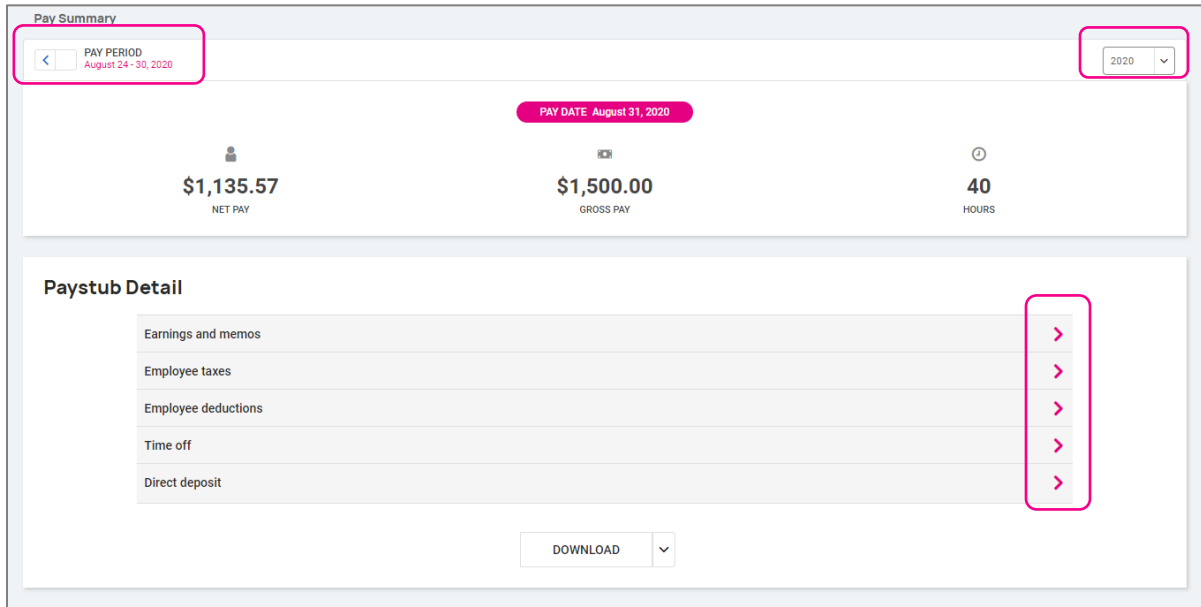 Pay Summary
PAY PERIOD
August 24 - 30, 2020
2020
PAY DATE August 31, 2020
$1,135.57
NET PAY
$1,500.00
GROSS PAY
40
HOURS
Paystub Detail
Earnings and memos
Employee taxes
Employee deductions
Time off
Direct deposit
DOWNLOAD